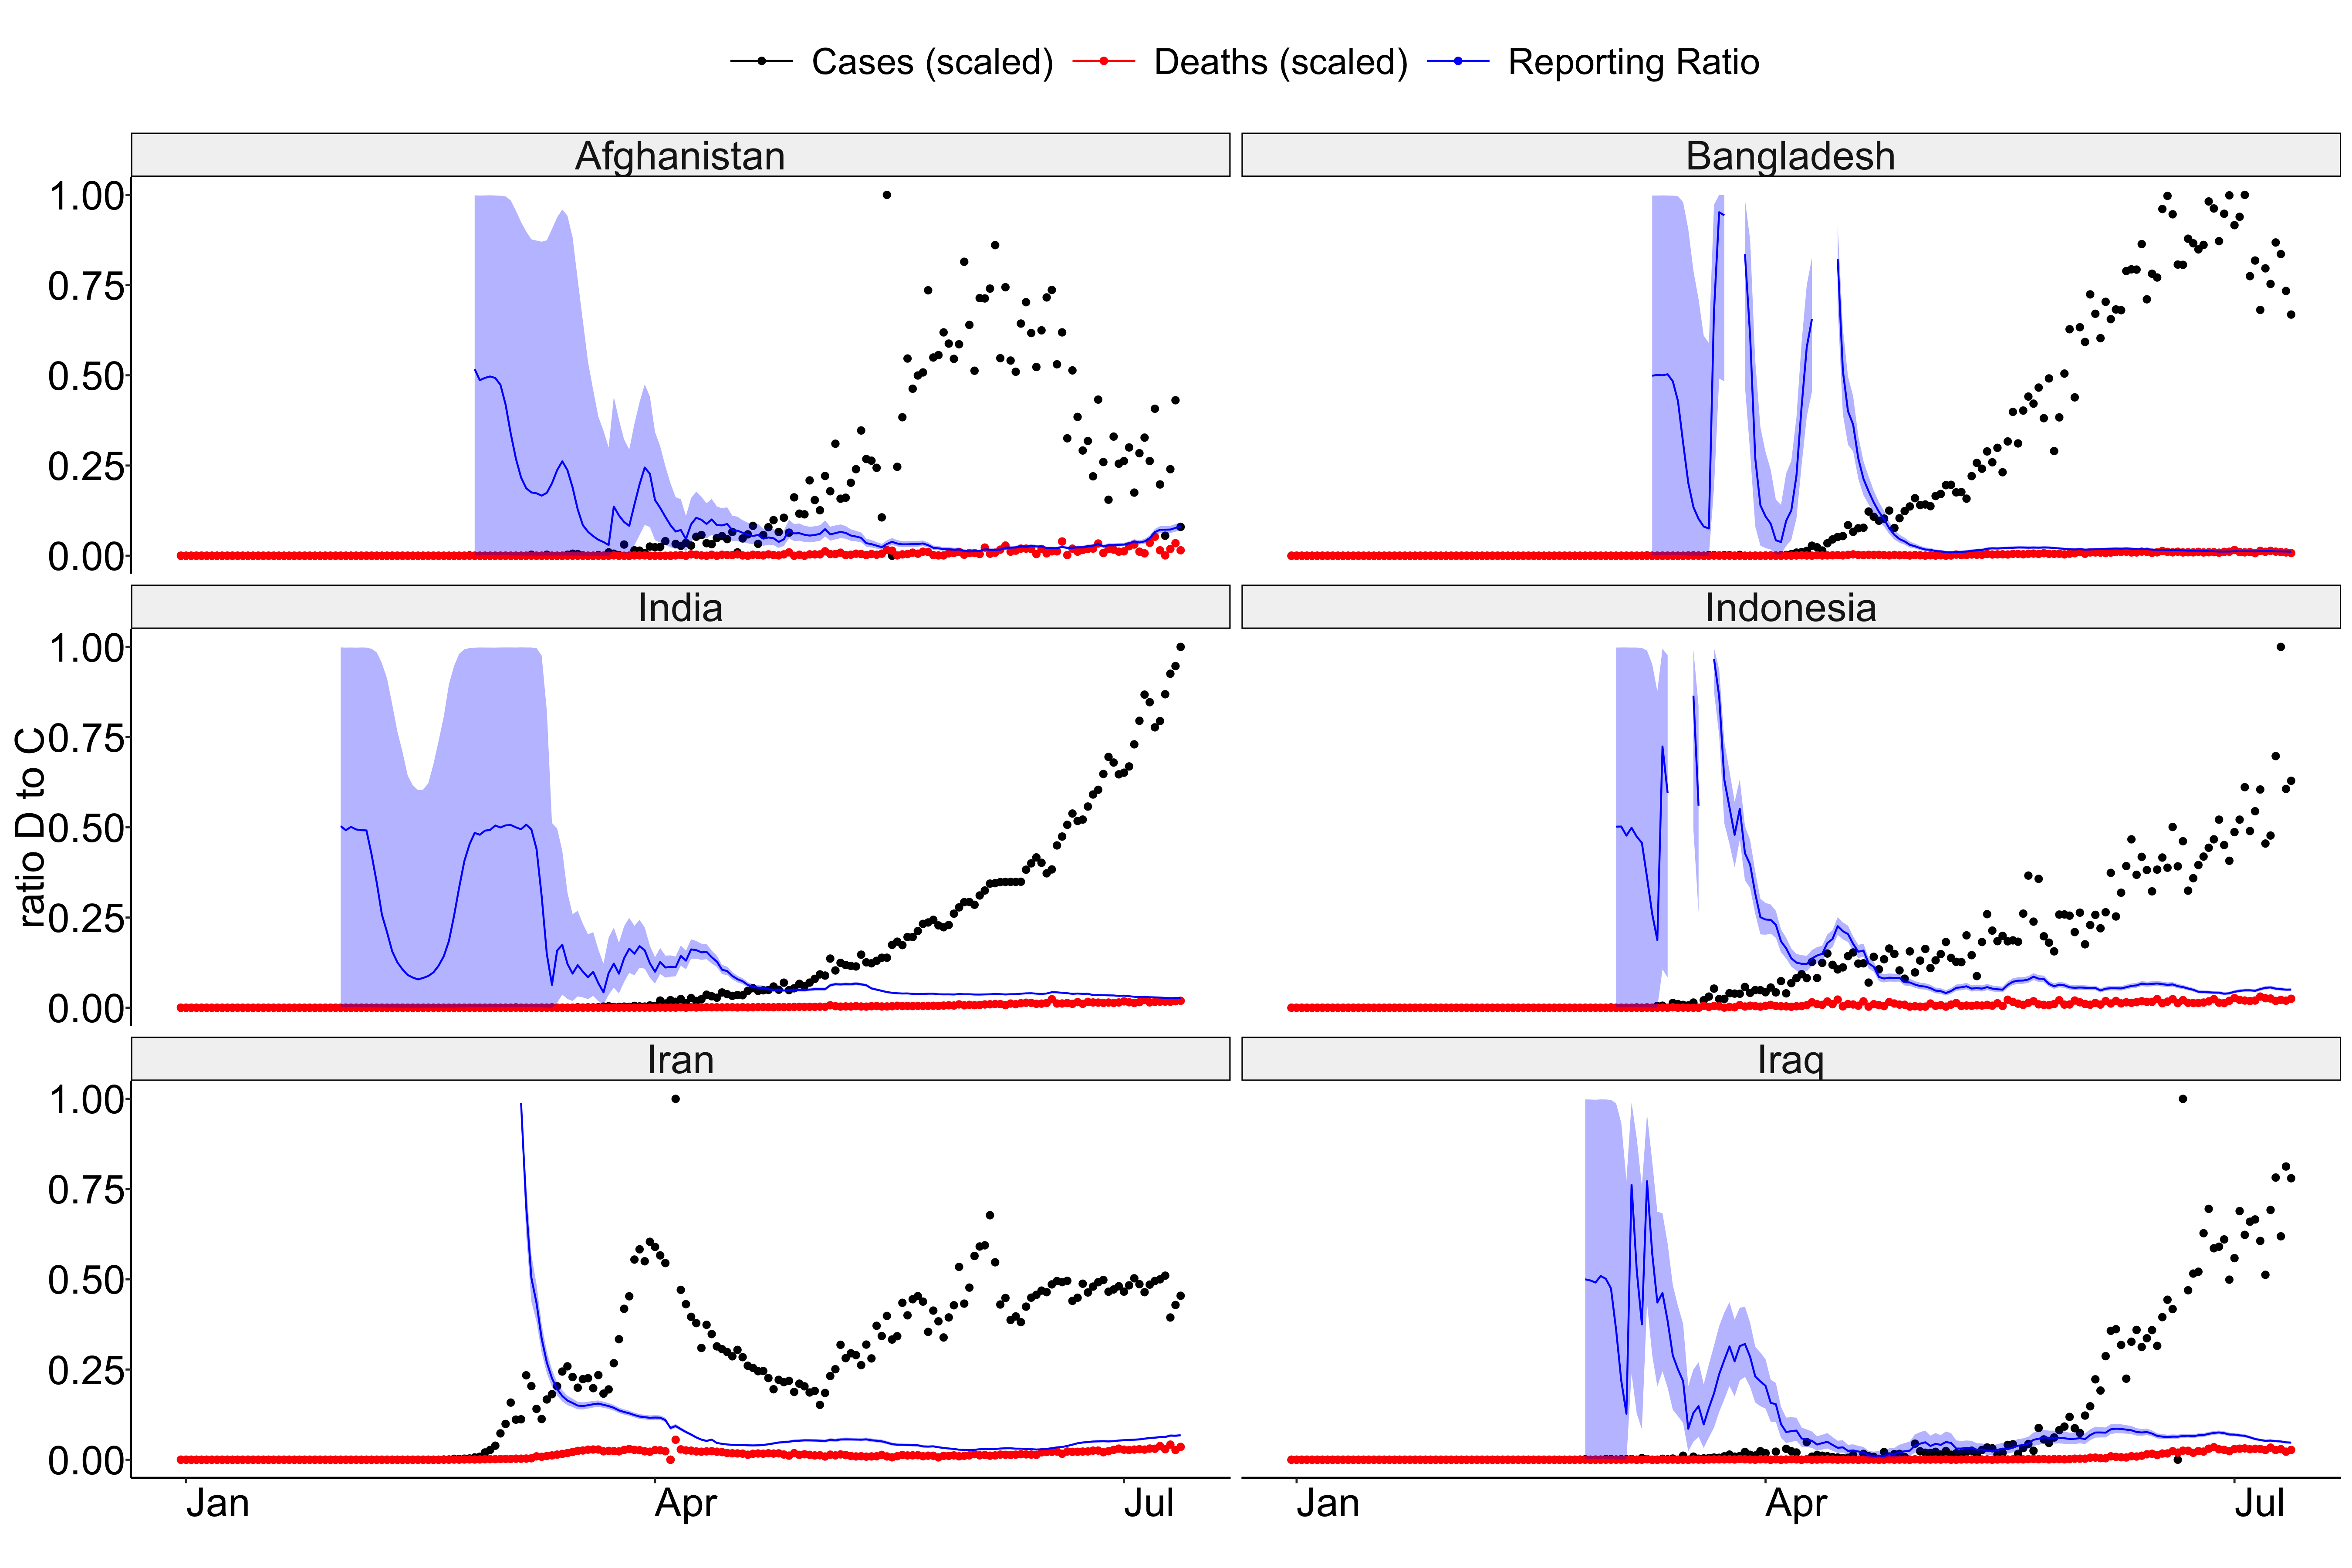 Cases (scaled) Deaths (scaled) Reporting Ratio
Afghanistan Bangladesh
1.00
0.75
0.50
0.25
0.00
India Indonesia
1.00
0.75
0.50
0.25
0.00
ratio D to C
Iran Iraq
1.00
0.75
0.50
0.25
0.00
Jan Apr Jul Jan Apr Jul